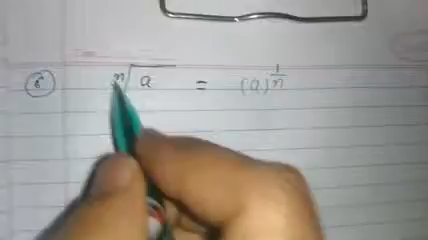 6 ⁿ√a = (a)^(1/n)